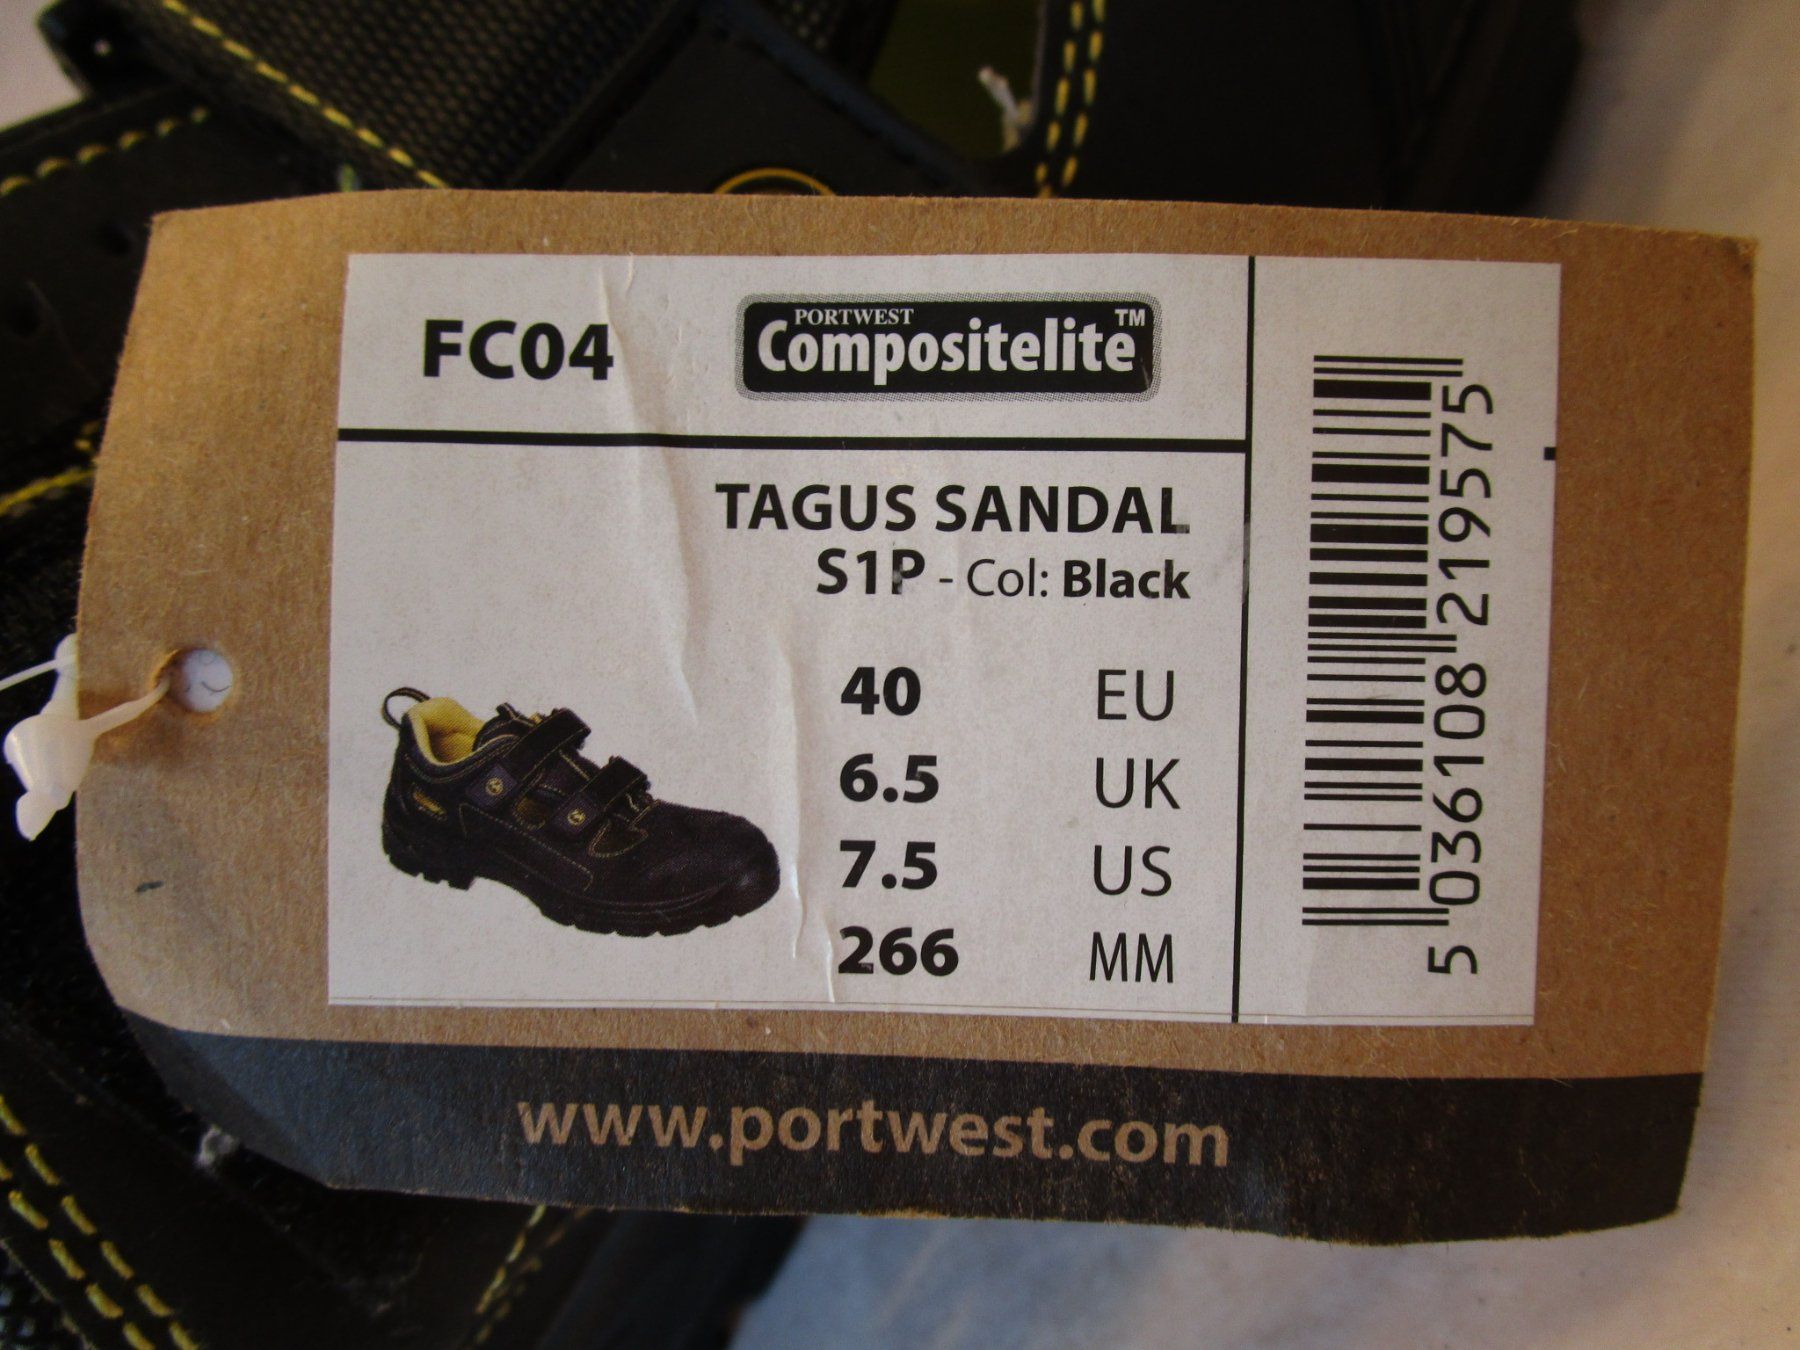 FC04
PORTWEST
Compositelite™
TAGUS SANDAL
S1P - Col: Black
40 EU
6.5 UK
7.5 US
266 MM
5 036108 219575
www.portwest.com